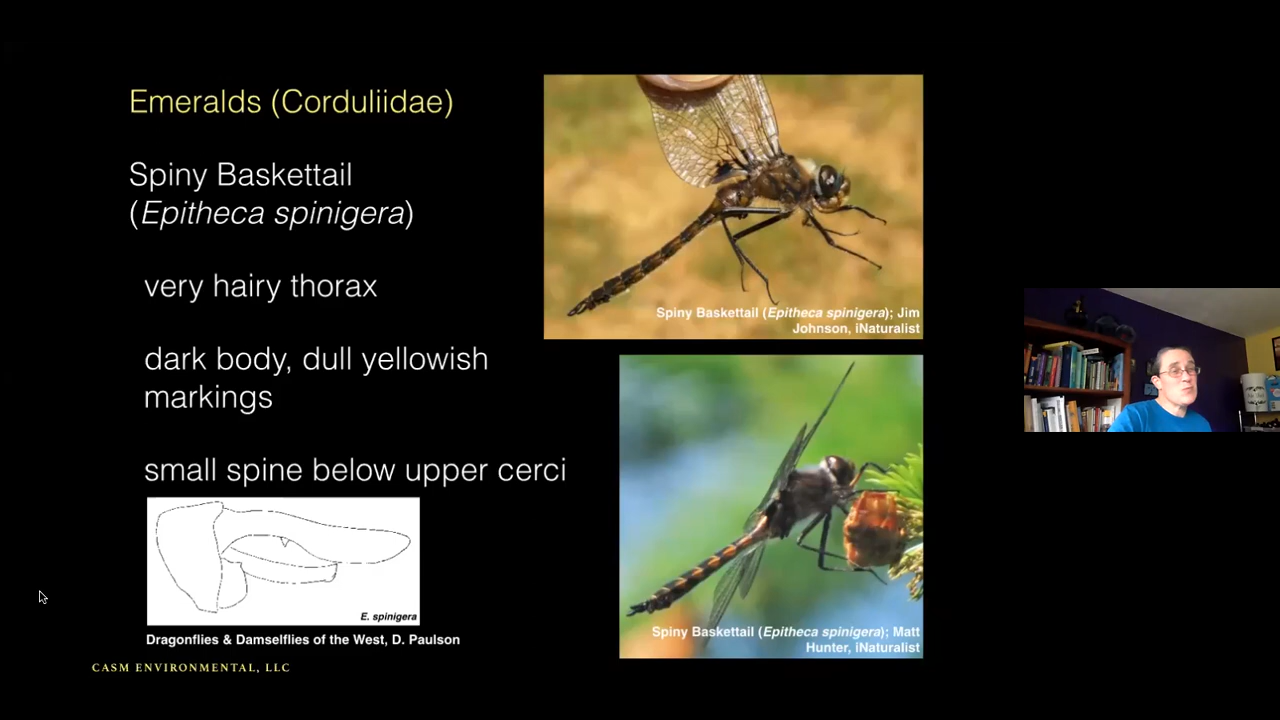 Emeralds (Corduliidae)
Spiny Baskettail
(Epitheca spinigera)
very hairy thorax
dark body, dull yellowish
markings
small spine below upper cerci
E. spinigera
Dragonflies & Damselflies of the West, D. Paulson
CASM ENVIRONMENTAL, LLC
Spiny Baskettail (Epitheca spinigera); Jim
Johnson, iNaturalist
Spiny Baskettail (Epitheca spinigera); Matt
Hunter, iNaturalist